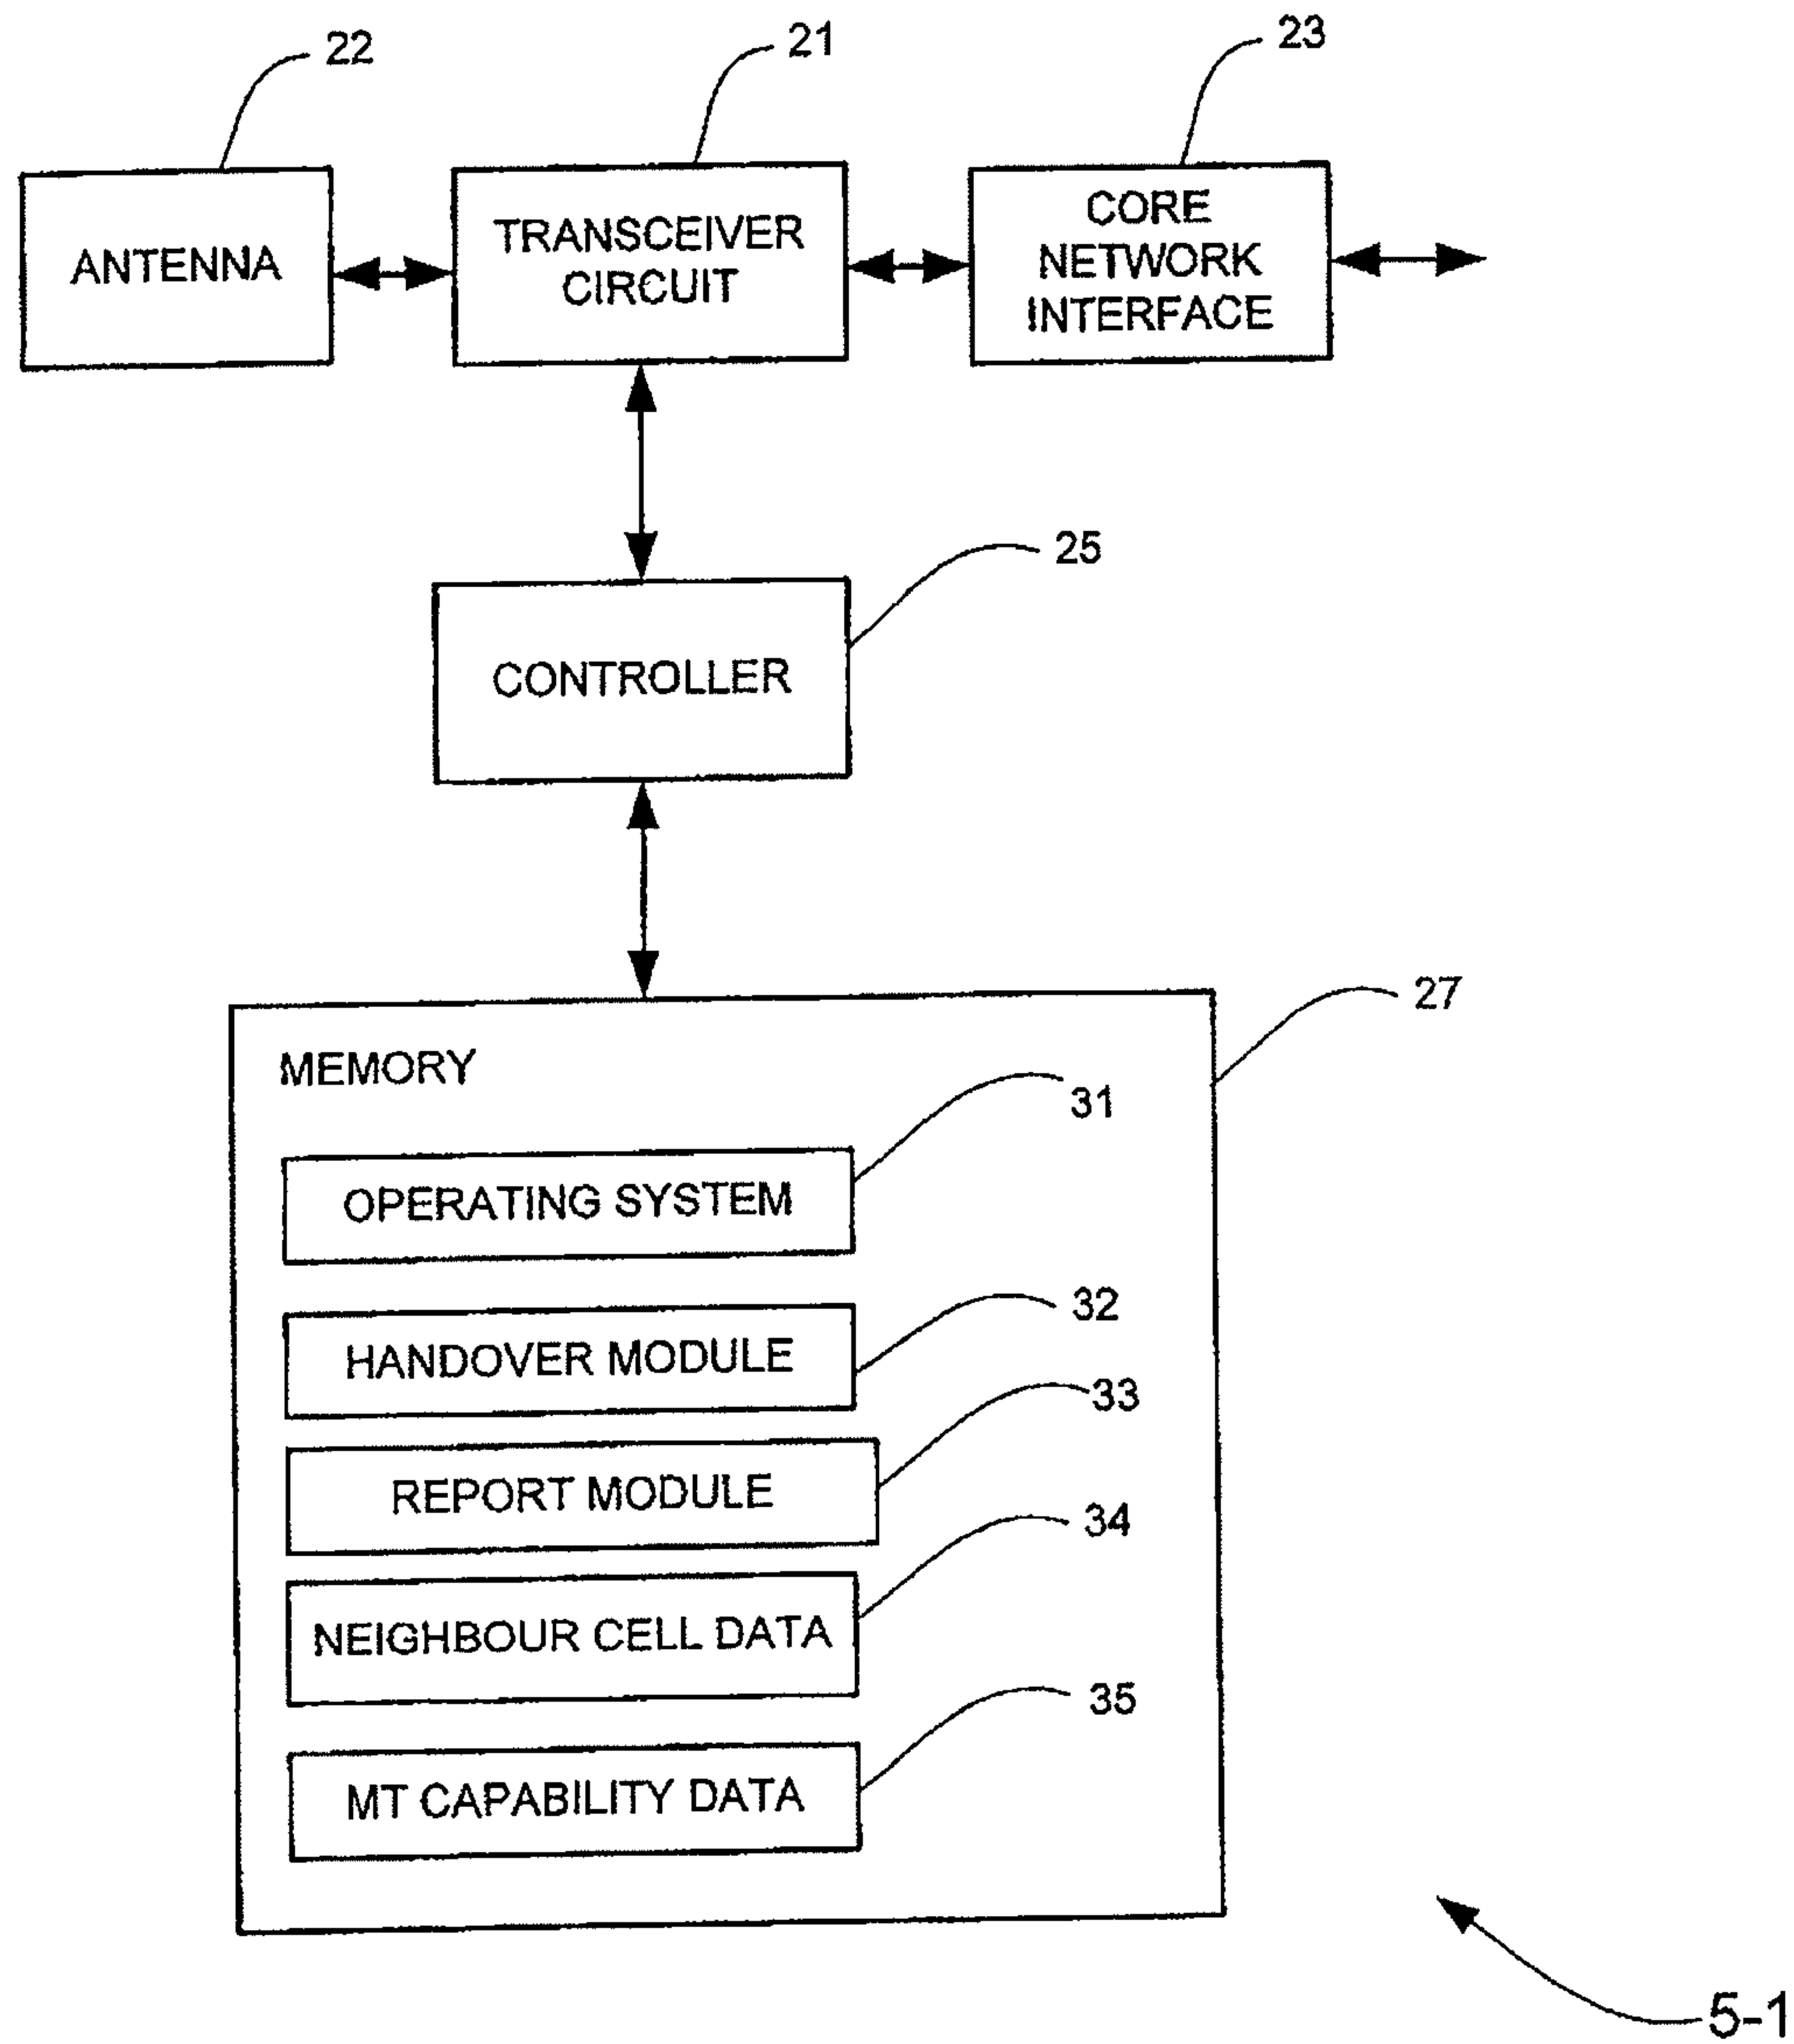 22
21
23
ANTENNA
TRANSCEIVER
CIRCUIT
CORE
NETWORK
INTERFACE
25
CONTROLLER
27
MEMORY
31
OPERATING SYSTEM
32
HANDOVER MODULE
33
REPORT MODULE
34
NEIGHBOUR CELL DATA
35
MT CAPABILITY DATA
5-1